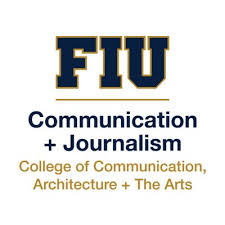 FIU
Communication
+ Journalism
College of Communication,
Architecture + The Arts